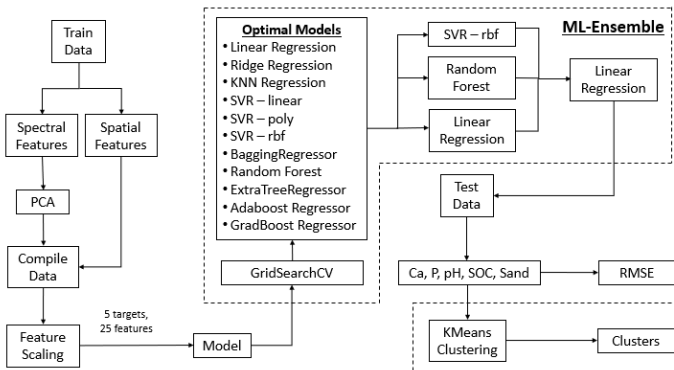 Train
Data
Spectral
Features
Spatial
Features
PCA
Compile
Data
Feature
Scaling
5 targets,
25 features
Model
GridSearchCV
Optimal Models
• Linear Regression
• Ridge Regression
• KNN Regression
• SVR – linear
• SVR – poly
• SVR – rbf
• BaggingRegressor
• Random Forest
• ExtraTreeRegressor
• Adaboost Regressor
• GradBoost Regressor
ML-Ensemble
SVR – rbf
Random
Forest
Linear
Regression
Linear
Regression
Test
Data
Ca, P, pH, SOC, Sand
RMSE
KMeans
Clustering
Clusters